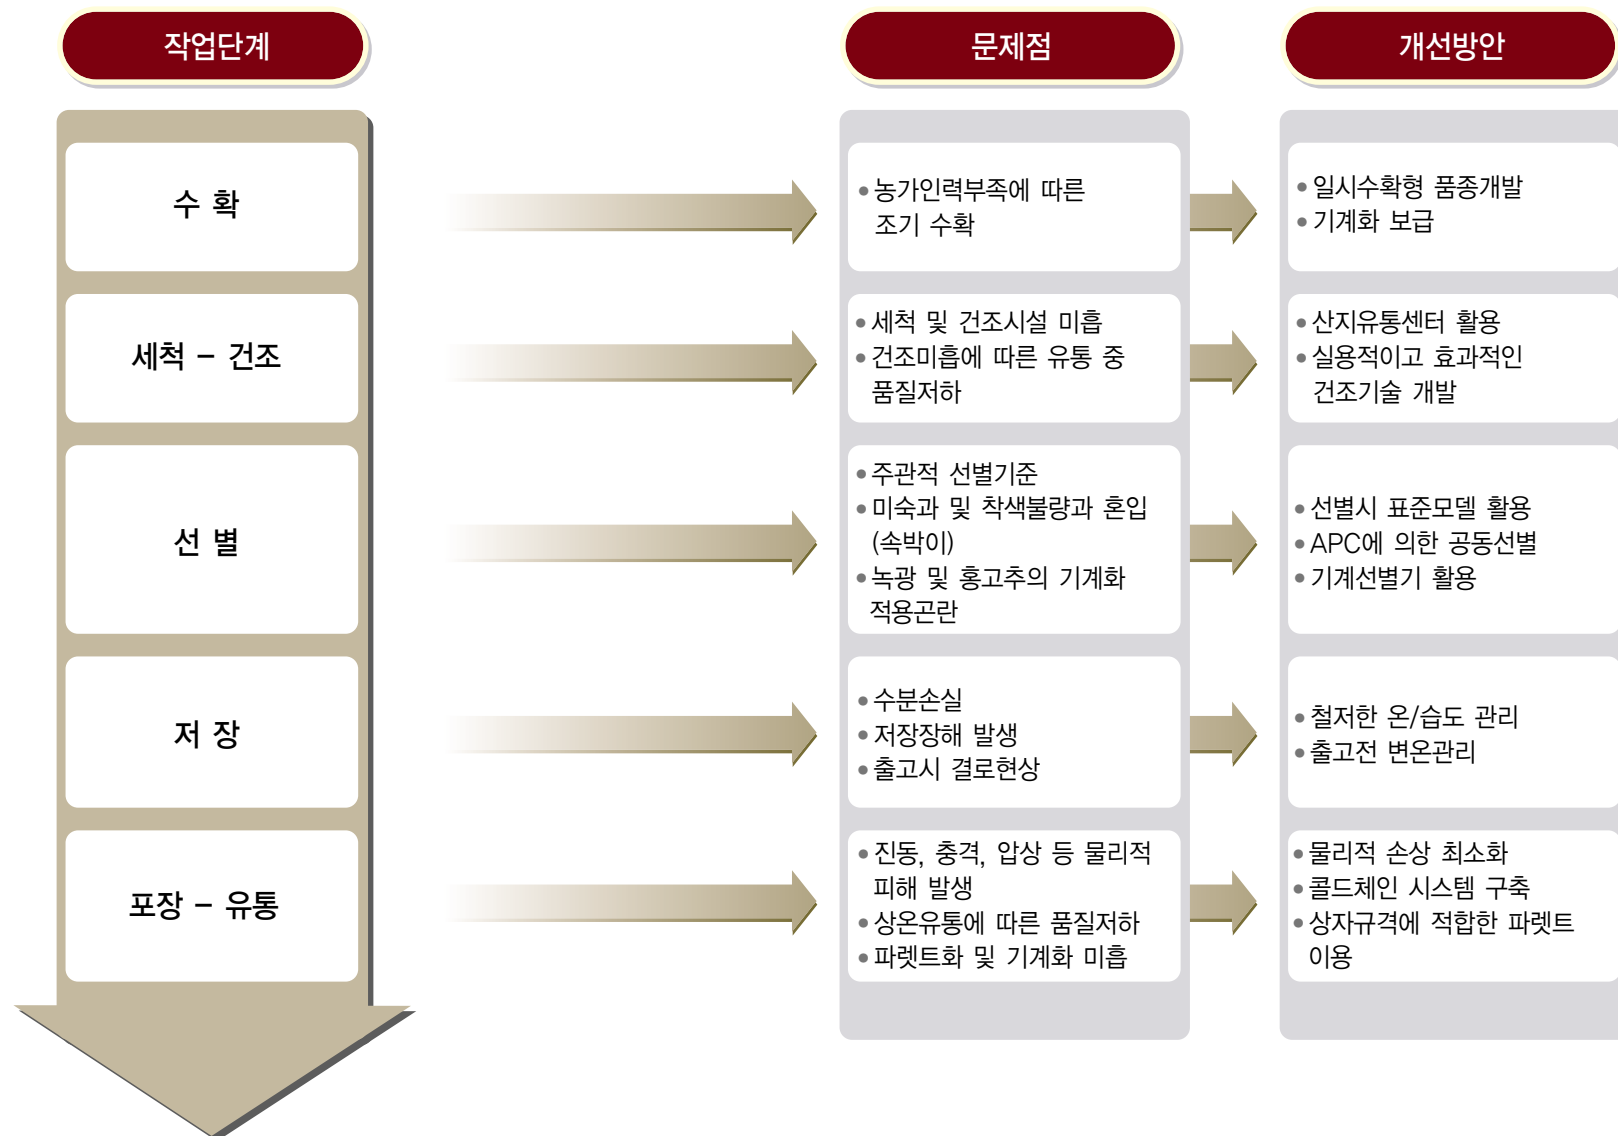 작업단계
문제점
개선방안
수 확
• 농가인력부족에 따른
조기 수확
• 일시수확형 품종개발
• 기계화 보급
세척 - 건조
• 세척 및 건조시설 미흡
• 건조미흡에 따른 유통 중
품질저하
• 산지유통센터 활용
• 실용적이고 효과적인
건조기술 개발
선 별
• 주관적 선별기준
• 미숙과 및 착색불량과 혼입
(속박이)
• 녹광 및 홍고추의 기계화
적용곤란
• 선별시 표준모델 활용
• APC에 의한 공동선별
• 기계선별기 활용
저 장
• 수분손실
• 저장장해 발생
• 출고시 결로현상
• 철저한 온/습도 관리
• 출고전 변온관리
포장 - 유통
• 진동, 충격, 압상 등 물리적
피해 발생
• 상온유통에 따른 품질저하
• 파렛트화 및 기계화 미흡
• 물리적 손상 최소화
• 콜드체인 시스템 구축
• 상자규격에 적합한 파렛트
이용